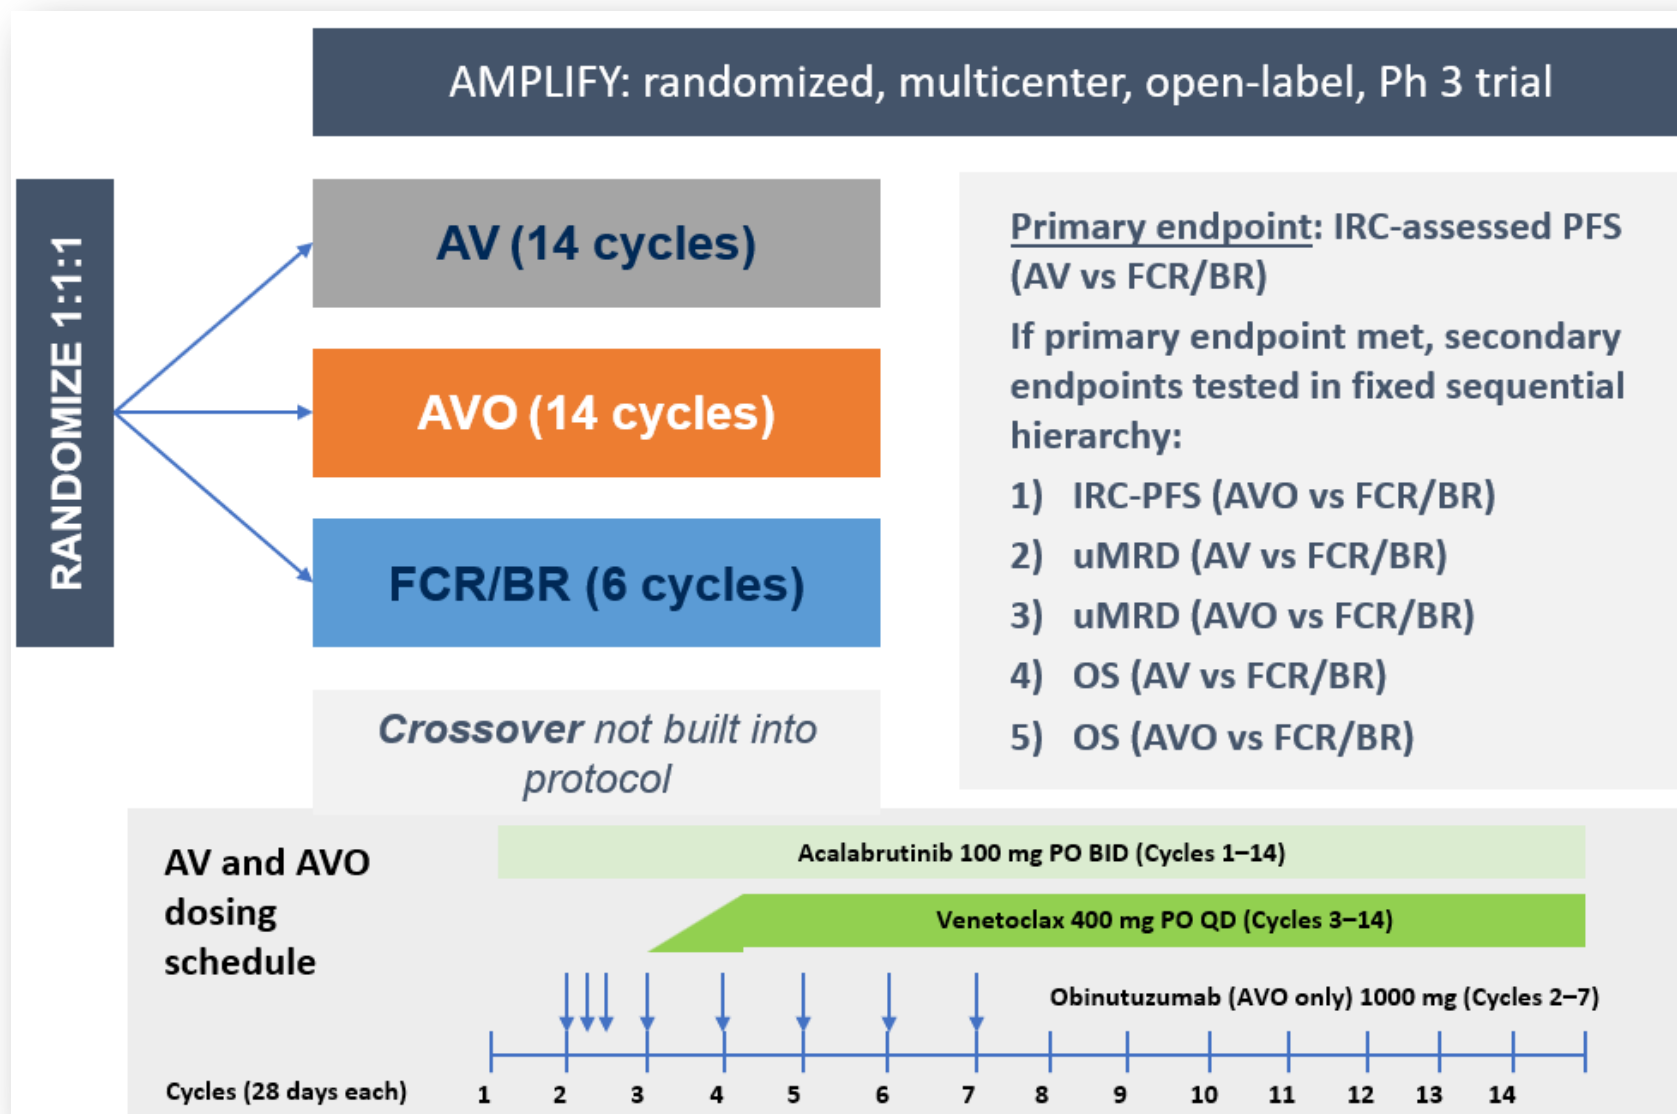 AMPLIFY: randomized, multicenter, open-label, Ph 3 trial
RANDOMIZE 1:1:1
AV (14 cycles)
AVO (14 cycles)
FCR/BR (6 cycles)
Crossover not built into
protocol
Primary endpoint: IRC-assessed PFS
(AV vs FCR/BR)
If primary endpoint met, secondary
endpoints tested in fixed sequential
hierarchy:
1) IRC-PFS (AVO vs FCR/BR)
2) uMRD (AV vs FCR/BR)
3) uMRD (AVO vs FCR/BR)
4) OS (AV vs FCR/BR)
5) OS (AVO vs FCR/BR)
AV and AVO
dosing
schedule
Acalabrutinib 100 mg PO BID (Cycles 1–14)
Venetoclax 400 mg PO QD (Cycles 3–14)
Obinutuzumab (AVO only) 1000 mg (Cycles 2–7)
Cycles (28 days each) 1 2 3 4 5 6 7 8 9 10 11 12 13 14